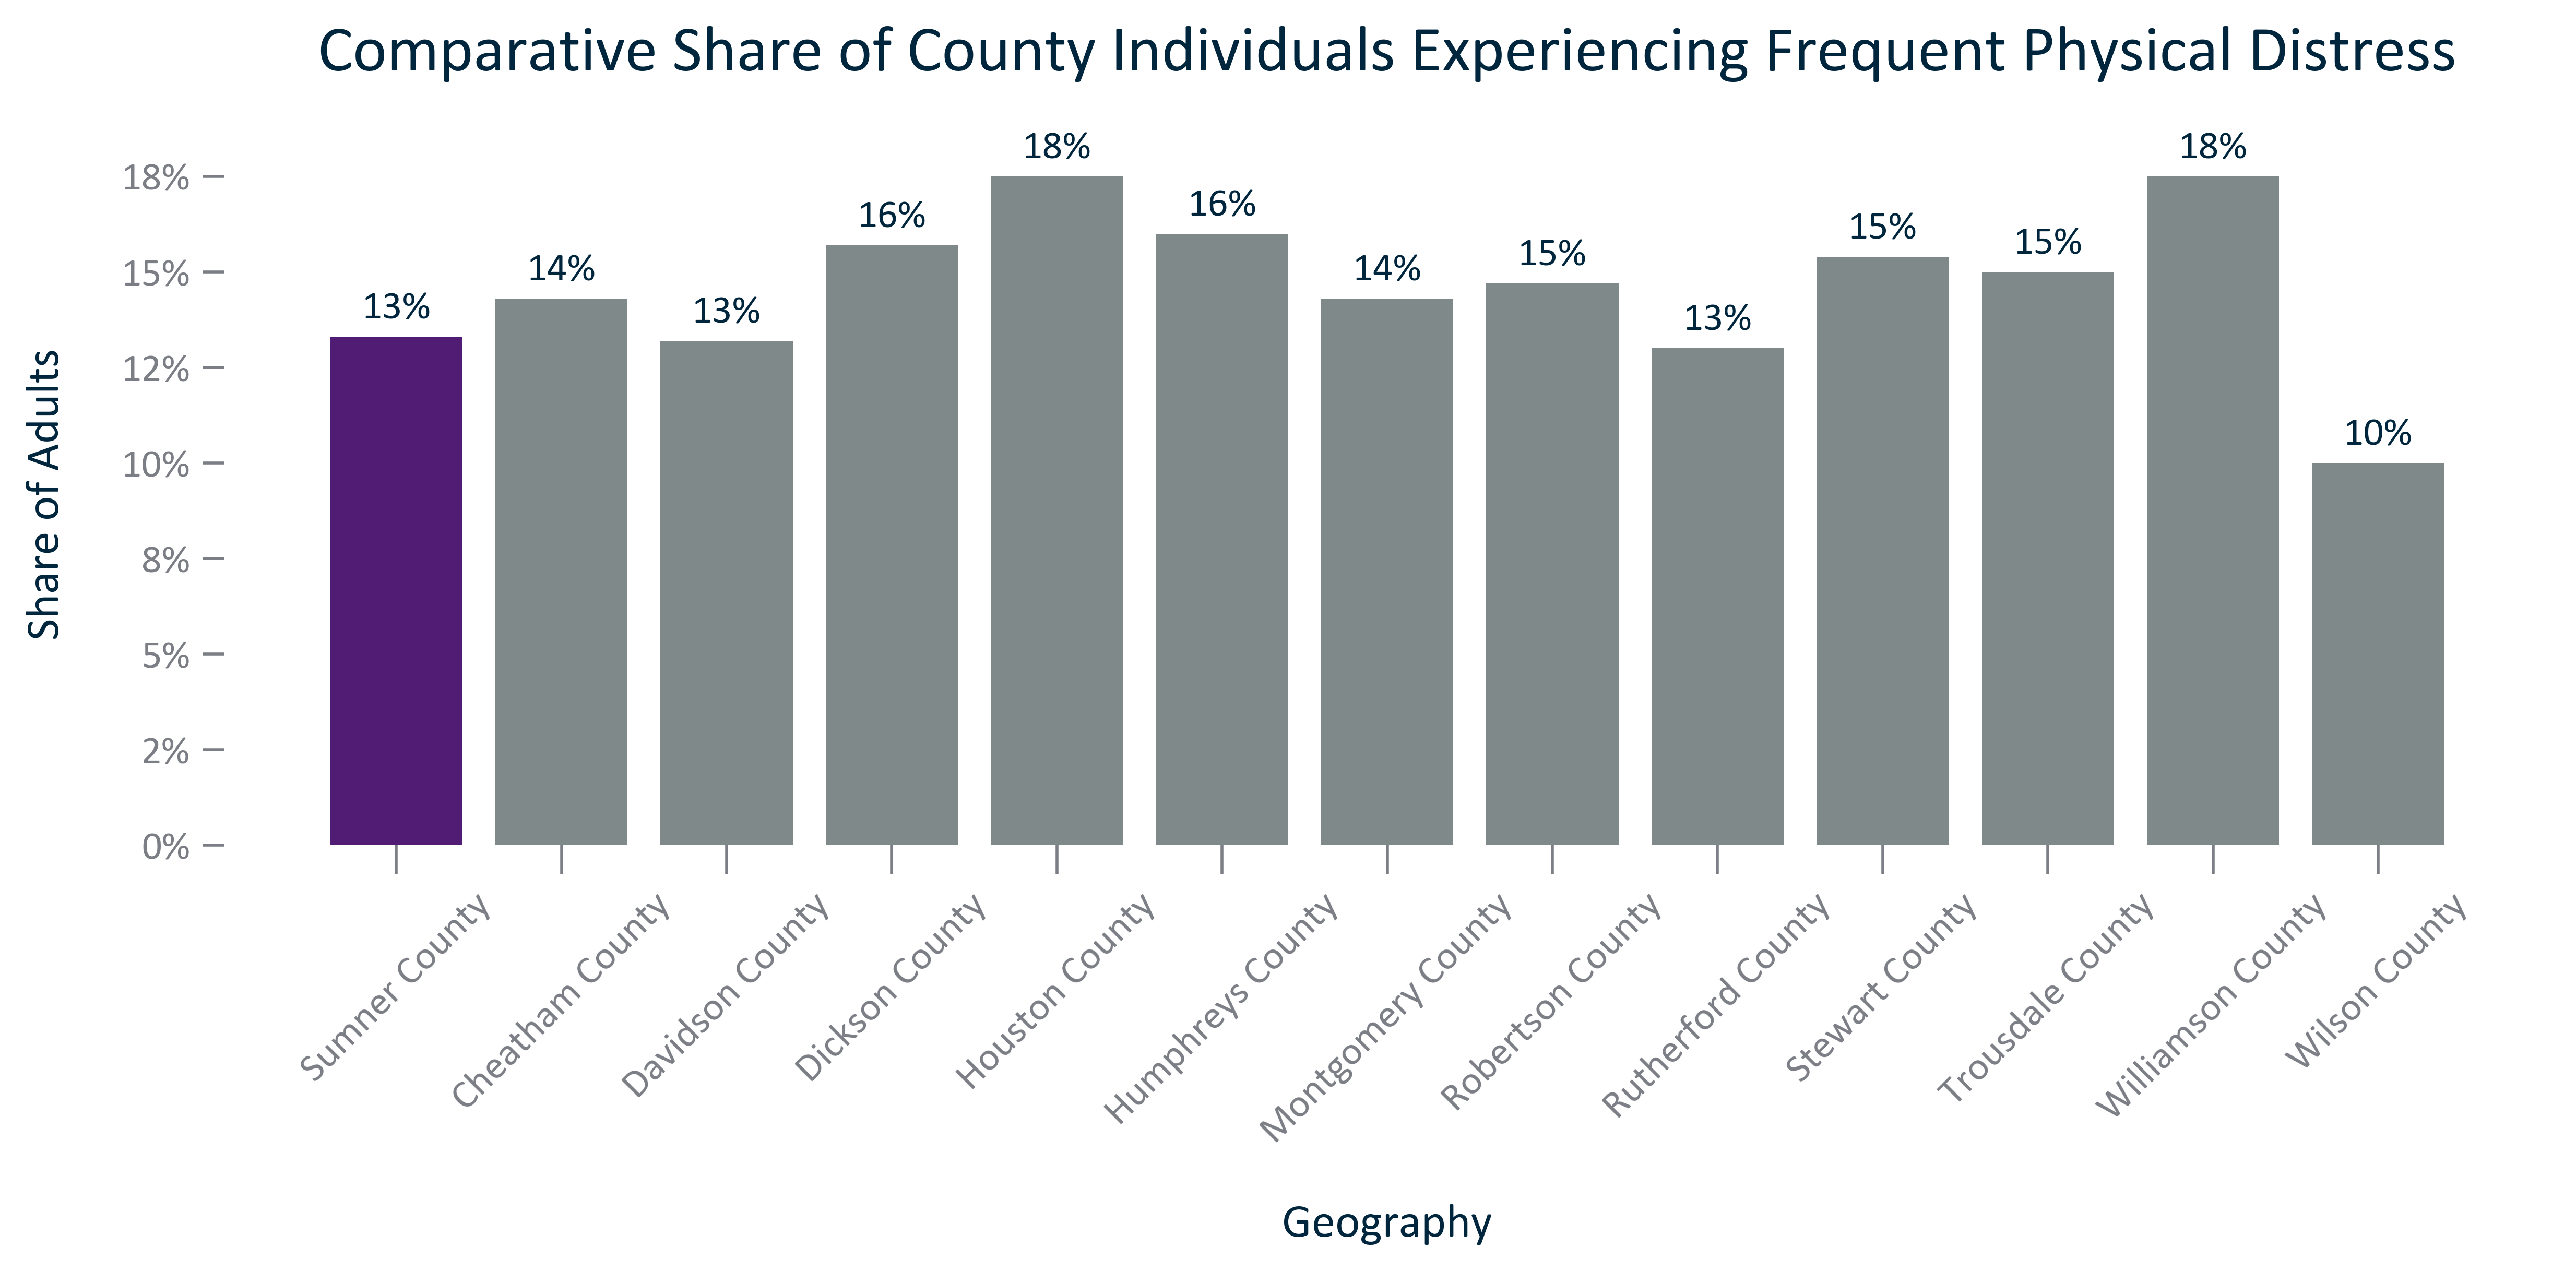 Comparative Share of County Individuals Experiencing Frequent Physical Distress
Share of Adults
18%
15%
12%
10%
8%
5%
2%
0%
13%
14%
13%
16%
18%
16%
14%
15%
13%
15%
15%
18%
10%
Sumner County
Cheatham County
Davidson County
Dickson County
Houston County
Humphreys County
Montgomery County
Robertson County
Rutherford County
Stewart County
Trousdale County
Williamson County
Wilson County
Geography